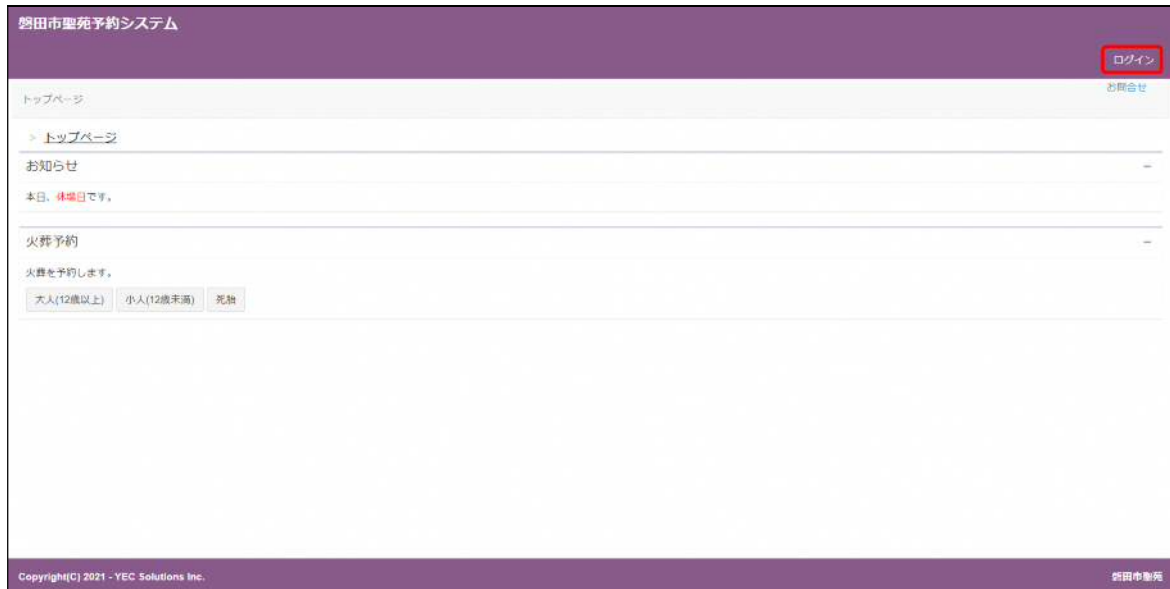 磐田市聖苑予約システム
ログイン
お問合せ
トップページ
> トップページ
お知らせ
本日、休場日です。
火葬予約
火葬を予約します。
大人(12歳以上) 小人(12歳未満) 死胎
Copyright(C) 2021 - YEC Solutions Inc. 磐田市聖苑